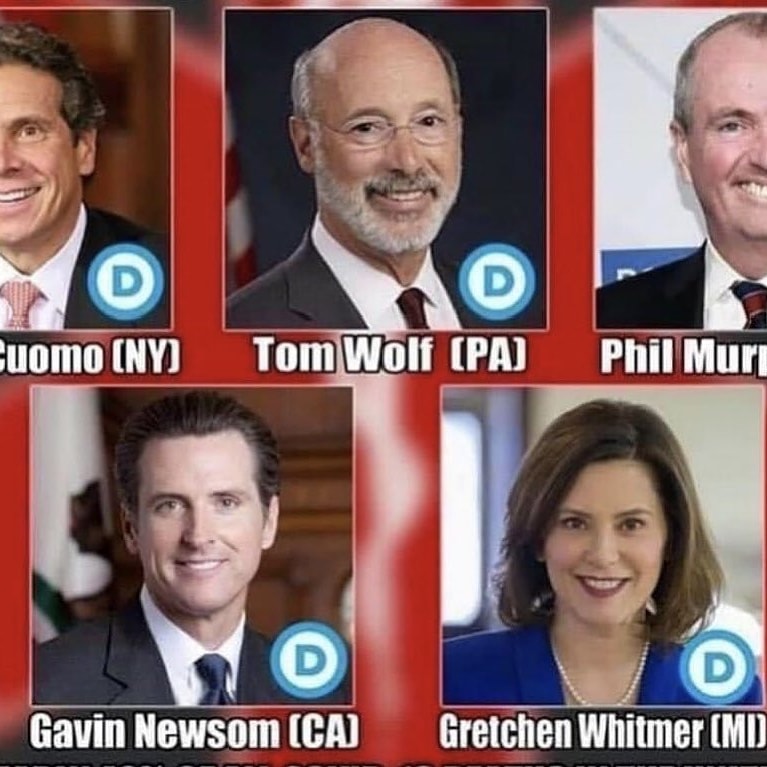 D
D
Cuomo (NY)
Tom Wolf (PA)
Phil Murp
D
D
Gavin Newsom (CA)
Gretchen Whitmer (MI)